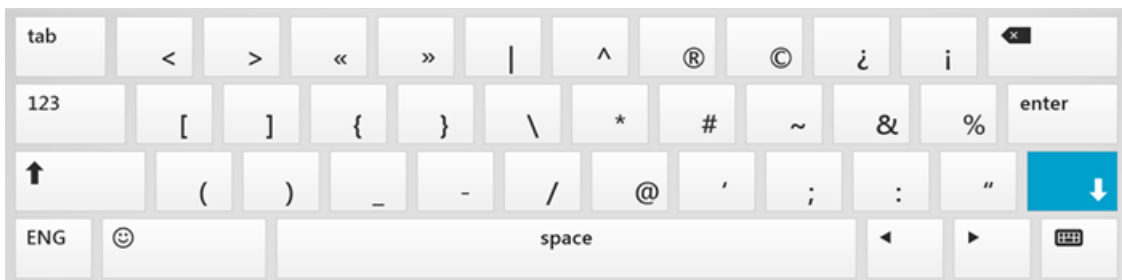 tab < > « » | ^ ® © ¿ ¡
123 [ ] { } \ * # ~ & % enter
( ) _ - / @ ‘ ; : “
ENG space